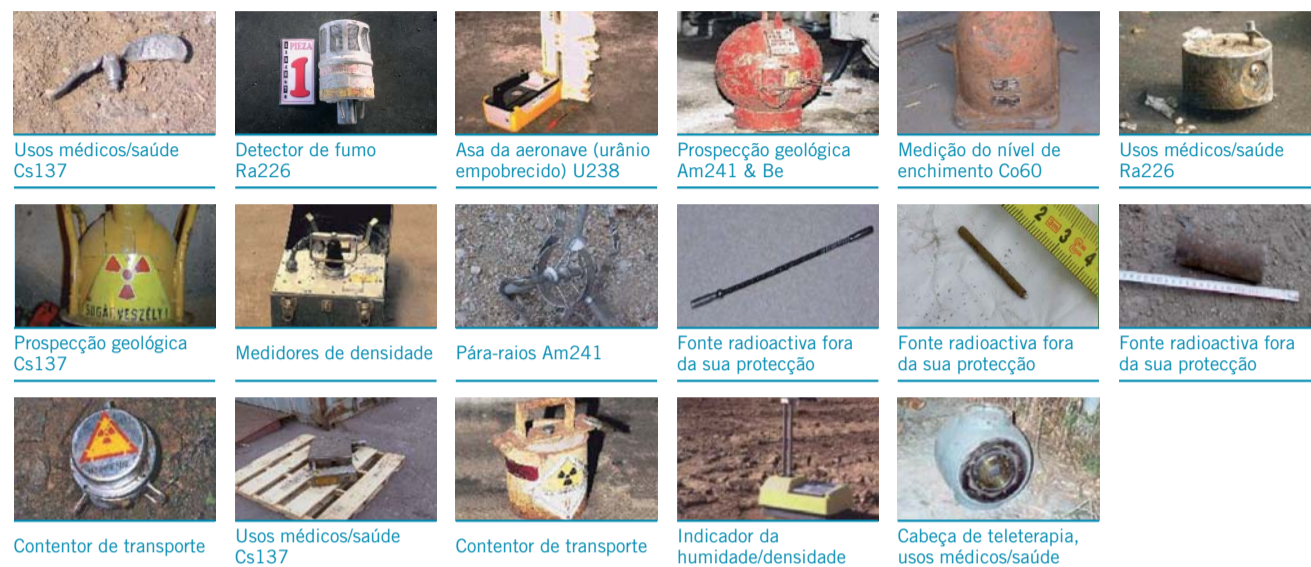 PIEZA
1
Usos médicos/saúde
Cs137
Detector de fumo
Ra226
Asa da aeronave (urânio
empobrecido) U238
Prospecção geológica
Am241 & Be
Medição do nível de
enchimento Co60
Usos médicos/saúde
Ra226
SUGÁRVESZÉLY!
2 3 4
Prospecção geológica
Cs137
Medidores de densidade
Pára-raios Am241
Fonte radioactiva fora
da sua protecção
Fonte radioactiva fora
da sua protecção
Fonte radioactiva fora
da sua protecção
Contentor de transporte
Usos médicos/saúde
Cs137
Contentor de transporte
Indicador da
humidade/densidade
Cabeça de teleterapia,
usos médicos/saúde